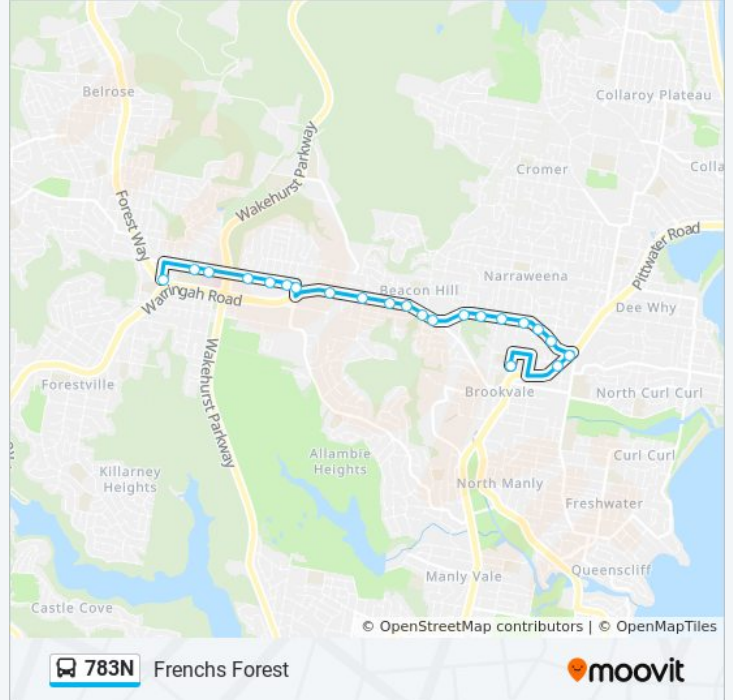 Belrose
Collaroy Plateau
Wakehurst Parkway
Cromer
Colla
Forest Way
Pittwater Road
Narraweena
Beacon Hill
Warringah Road
Dee Why
Wakehurst Parkway
Forestville
Brookvale
North Curl Curl
Allambie
Heights
Curl Curl
Killarney
Heights
North Manly
Freshwater
Queenscliff
Manly Vale
Castle Cove
© OpenStreetMap contributors | © OpenMapTiles
783N Frenchs Forest
moovit